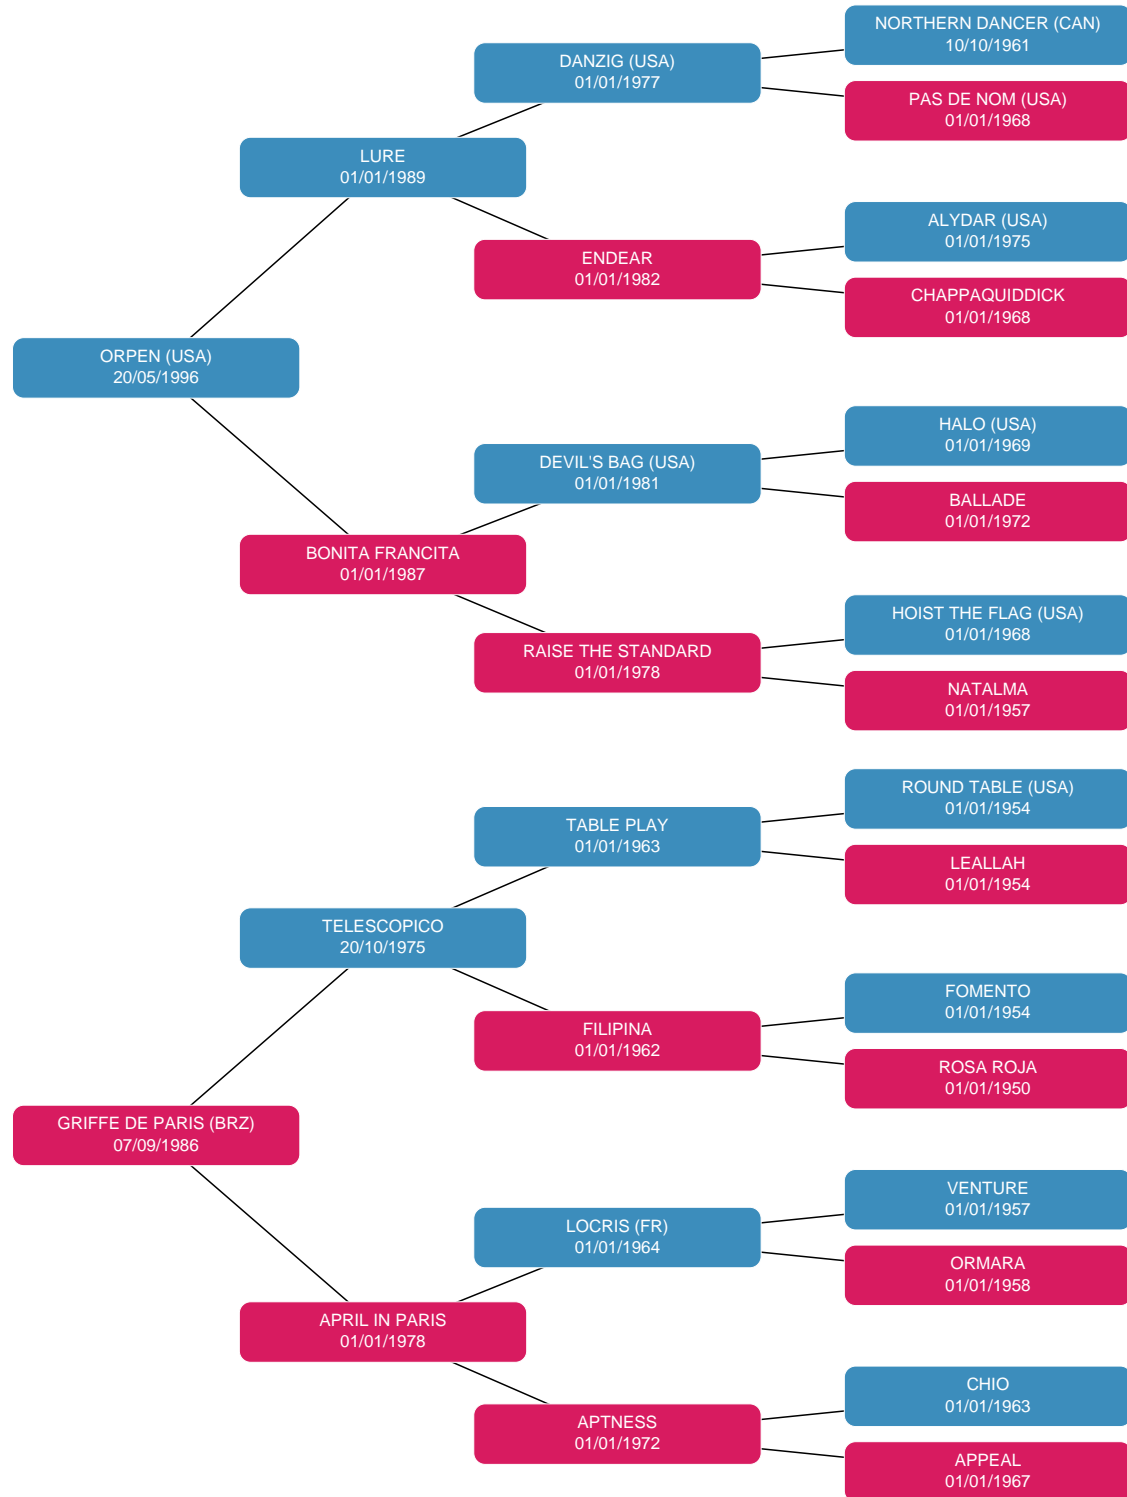 NORTHERN DANCER (CAN)
10/10/1961
DANZIG (USA)
01/01/1977
PAS DE NOM (USA)
01/01/1968
LURE
01/01/1989
ALYDAR (USA)
01/01/1975
ENDEAR
01/01/1982
CHAPPAQUIDDICK
01/01/1968
ORPEN (USA)
20/05/1996
HALO (USA)
01/01/1969
DEVIL'S BAG (USA)
01/01/1981
BALLADE
01/01/1972
BONITA FRANCITA
01/01/1987
HOIST THE FLAG (USA)
01/01/1968
RAISE THE STANDARD
01/01/1978
NATALMA
01/01/1957
ROUND TABLE (USA)
01/01/1954
TABLE PLAY
01/01/1963
LEALLAH
01/01/1954
TELESCOPICO
20/10/1975
FOMENTO
01/01/1954
FILIPINA
01/01/1962
ROSA ROJA
01/01/1950
GRIFFE DE PARIS (BRZ)
07/09/1986
VENTURE
01/01/1957
LOCRIS (FR)
01/01/1964
ORMARA
01/01/1958
APRIL IN PARIS
01/01/1978
CHIO
01/01/1963
APTNESS
01/01/1972
APPEAL
01/01/1967